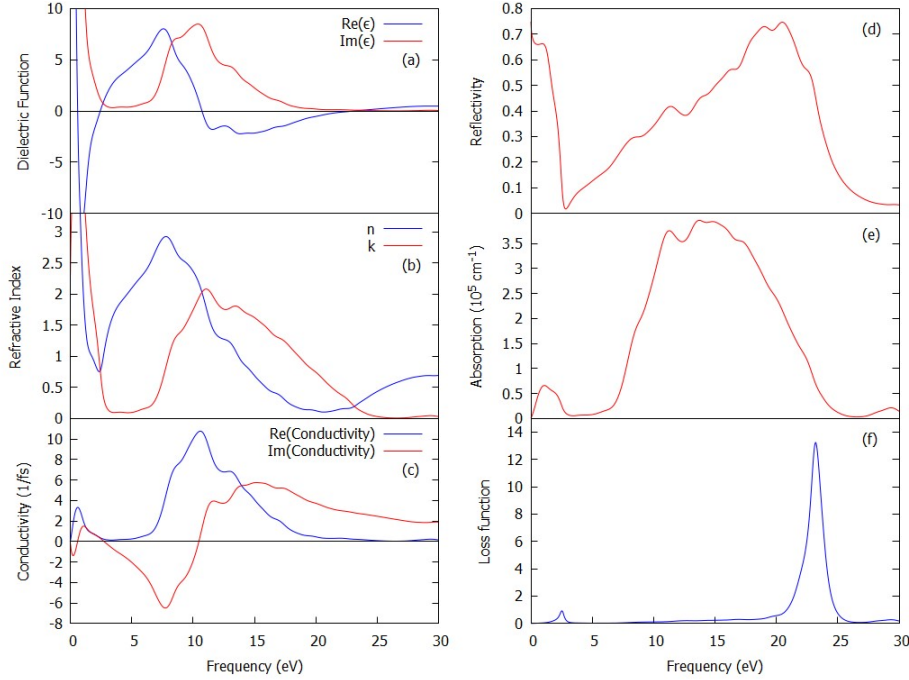 Dielectric Function
10
5
0
-5
-10
Re(ϵ)
Im(ϵ)
(a)
Refractive Index
3
2.5
2
1.5
1
0.5
0
n
k
(b)
Conductivity (1/fs)
10
8
6
4
2
0
-2
-4
-6
-8
Re(Conductivity)
Im(Conductivity)
(c)
0 5 10 15 20 25 30
Frequency (eV)
Reflectivity
0.8
0.7
0.6
0.5
0.4
0.3
0.2
0.1
0
(d)
Absorption (10⁵ cm⁻¹)
3.5
3
2.5
2
1.5
1
0.5
0
(e)
Loss function
14
12
10
8
6
4
2
0
(f)
0 5 10 15 20 25 30
Frequency (eV)